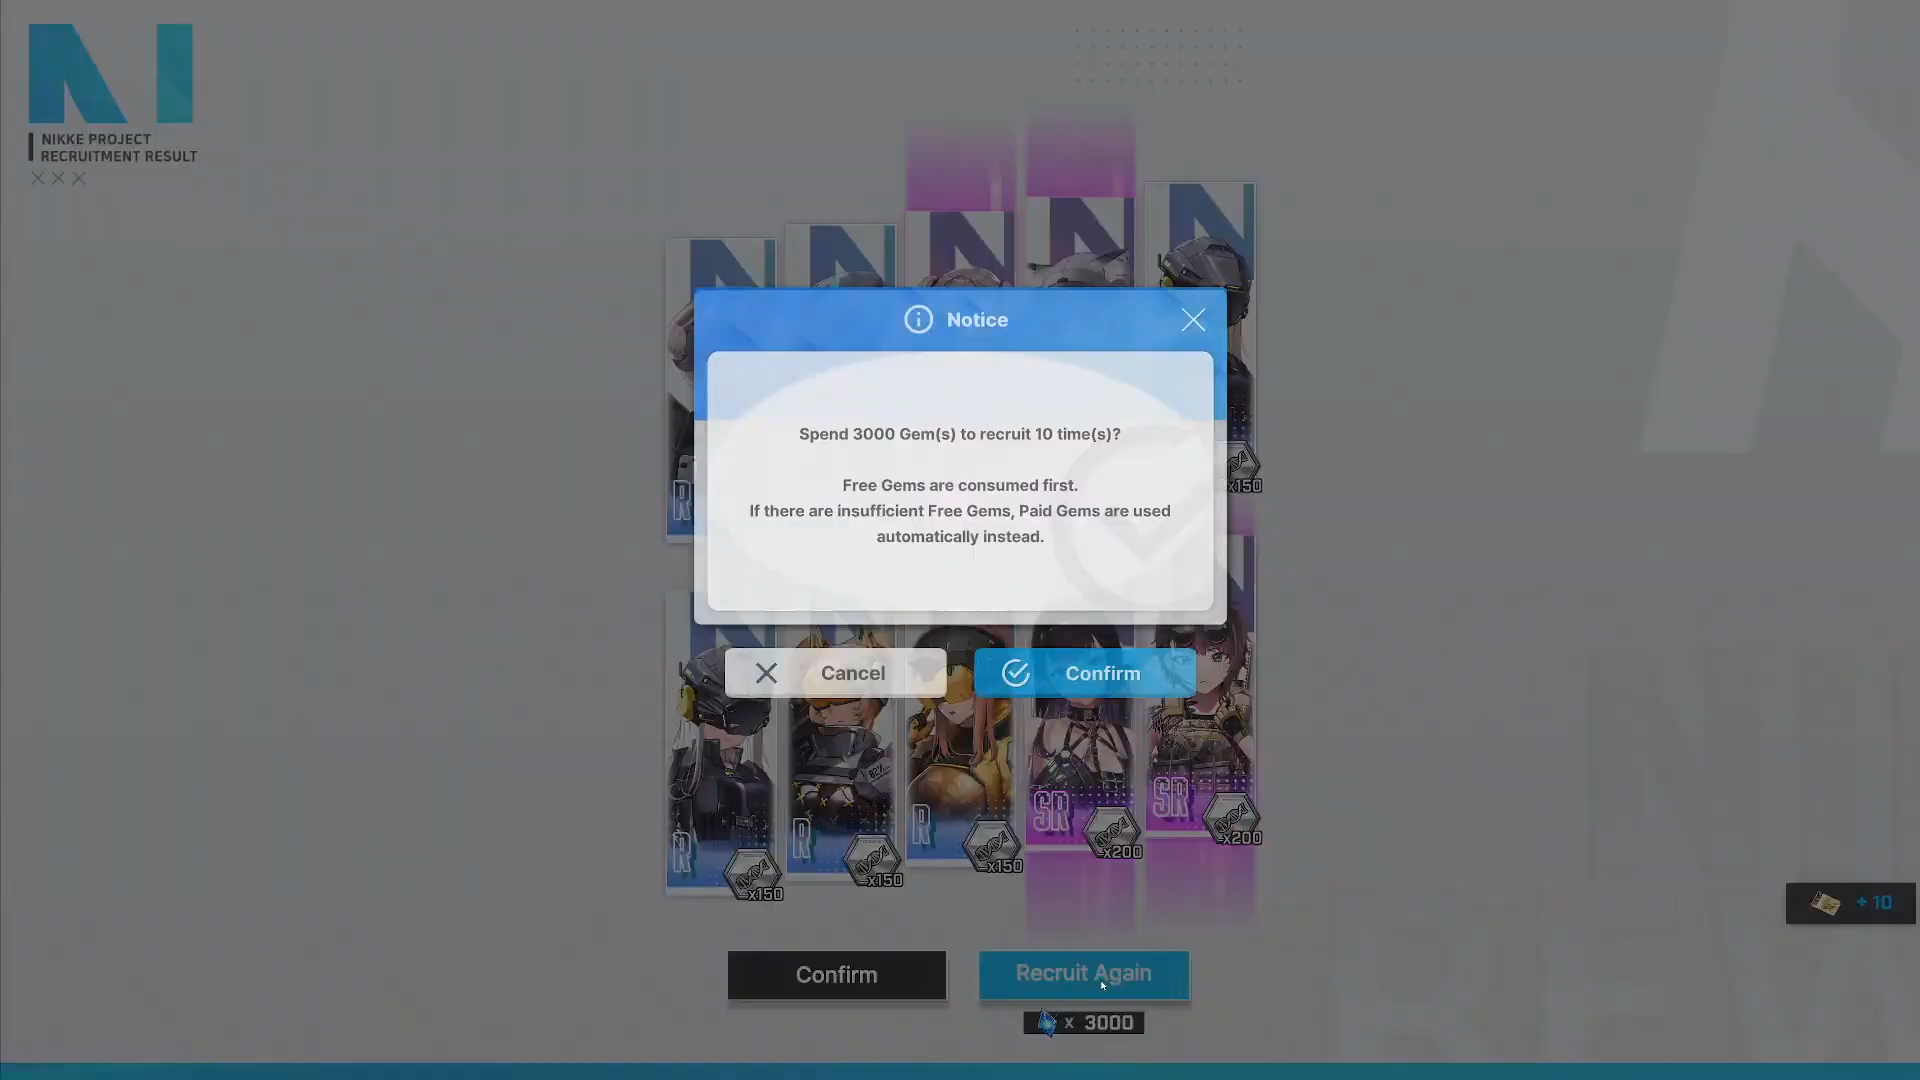 NIKKE PROJECT
RECRUITMENT RESULT
Notice
Spend 3000 Gem(s) to recruit 10 time(s)?
Free Gems are consumed first.
If there are insufficient Free Gems, Paid Gems are used
automatically instead.
x150
R
Cancel
Confirm
R
x150
R
x150
R
x150
SR
x200
SR
x200
+ 10
Confirm
Recruit Again
x 3000